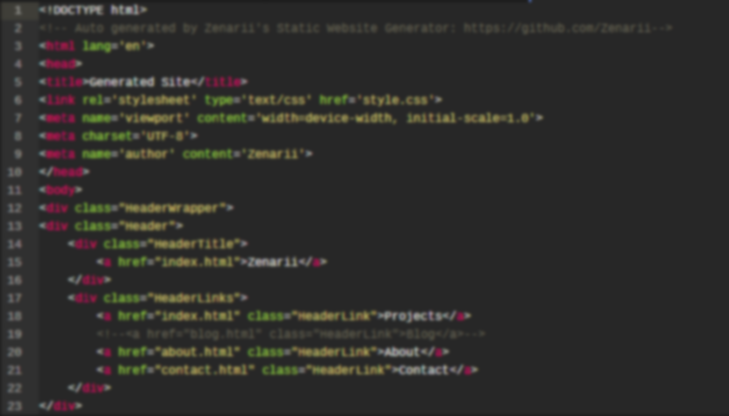 1 <!DOCTYPE html>
2 <!-- Auto generated by Zenarii's Static Website Generator: https://github.com/Zenarii-->
3 <html lang='en'>
4 <head>
5 <title>Generated Site</title>
6 <link rel='stylesheet' type='text/css' href='style.css'>
7 <meta name='viewport' content='width=device-width, initial-scale=1.0'>
8 <meta charset='UTF-8'>
9 <meta name='author' content='Zenarii'>
10 </head>
11 <body>
12 <div class="HeaderWrapper">
13 <div class="Header">
14     <div class="HeaderTitle">
15         <a href="index.html">Zenarii</a>
16     </div>
17     <div class="HeaderLinks">
18         <a href="index.html" class="HeaderLink">Projects</a>
19         <!--<a href="blog.html" class="HeaderLink">Blog</a>-->
20         <a href="about.html" class="HeaderLink">About</a>
21         <a href="contact.html" class="HeaderLink">Contact</a>
22     </div>
23 </div>